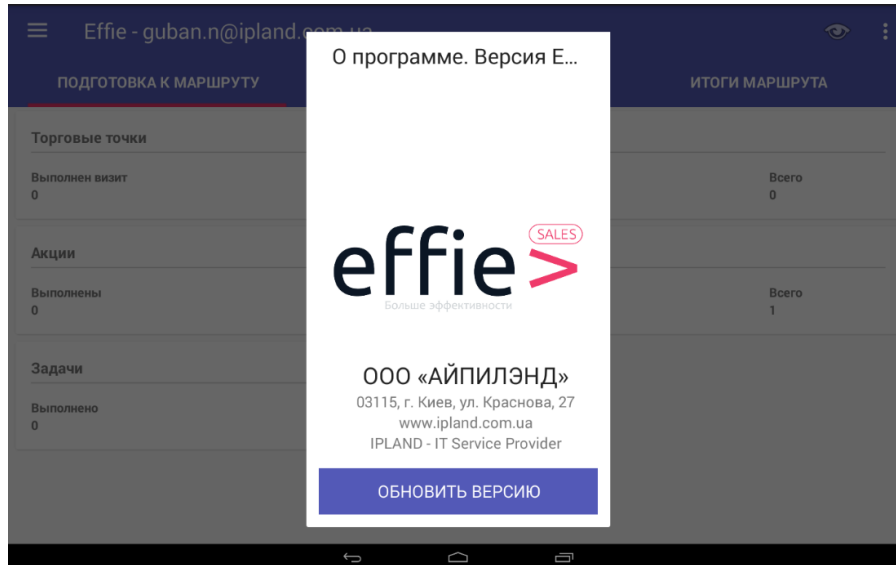 Effie - guban.n@ipland.com.ua
О программе. Версия E...
ПОДГОТОВКА К МАРШРУТУ
ИТОГИ МАРШРУТА
Торговые точки
Выполнен визит
0
Всего
0
Акции
Выполнены
0
Всего
1
Задачи
Выполнено
0
effie
SALES
Больше эффективности
ООО «АЙПИЛЭНД»
03115, г. Киев, ул. Краснова, 27
www.ipland.com.ua
IPLAND - IT Service Provider
ОБНОВИТЬ ВЕРСИЮ